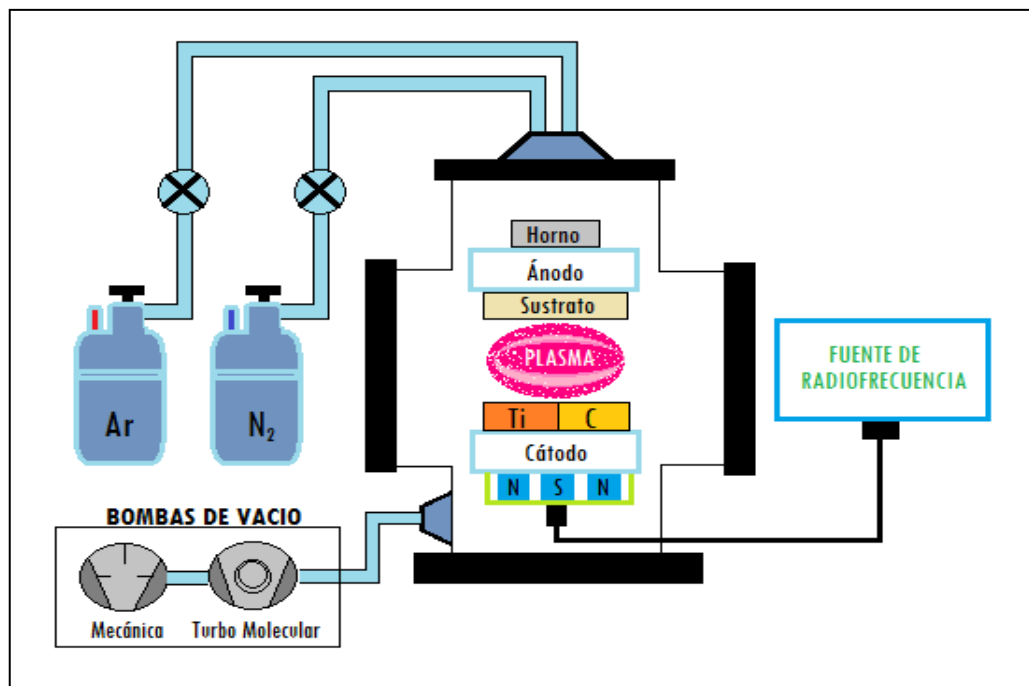 Horno
Ánodo
Sustrato
PLASMA
Ti C
Cátodo
N S N
Ar
N₂
FUENTE DE
RADIOFRECUENCIA
BOMBAS DE VACIO
Mecánica Turbo Molecular